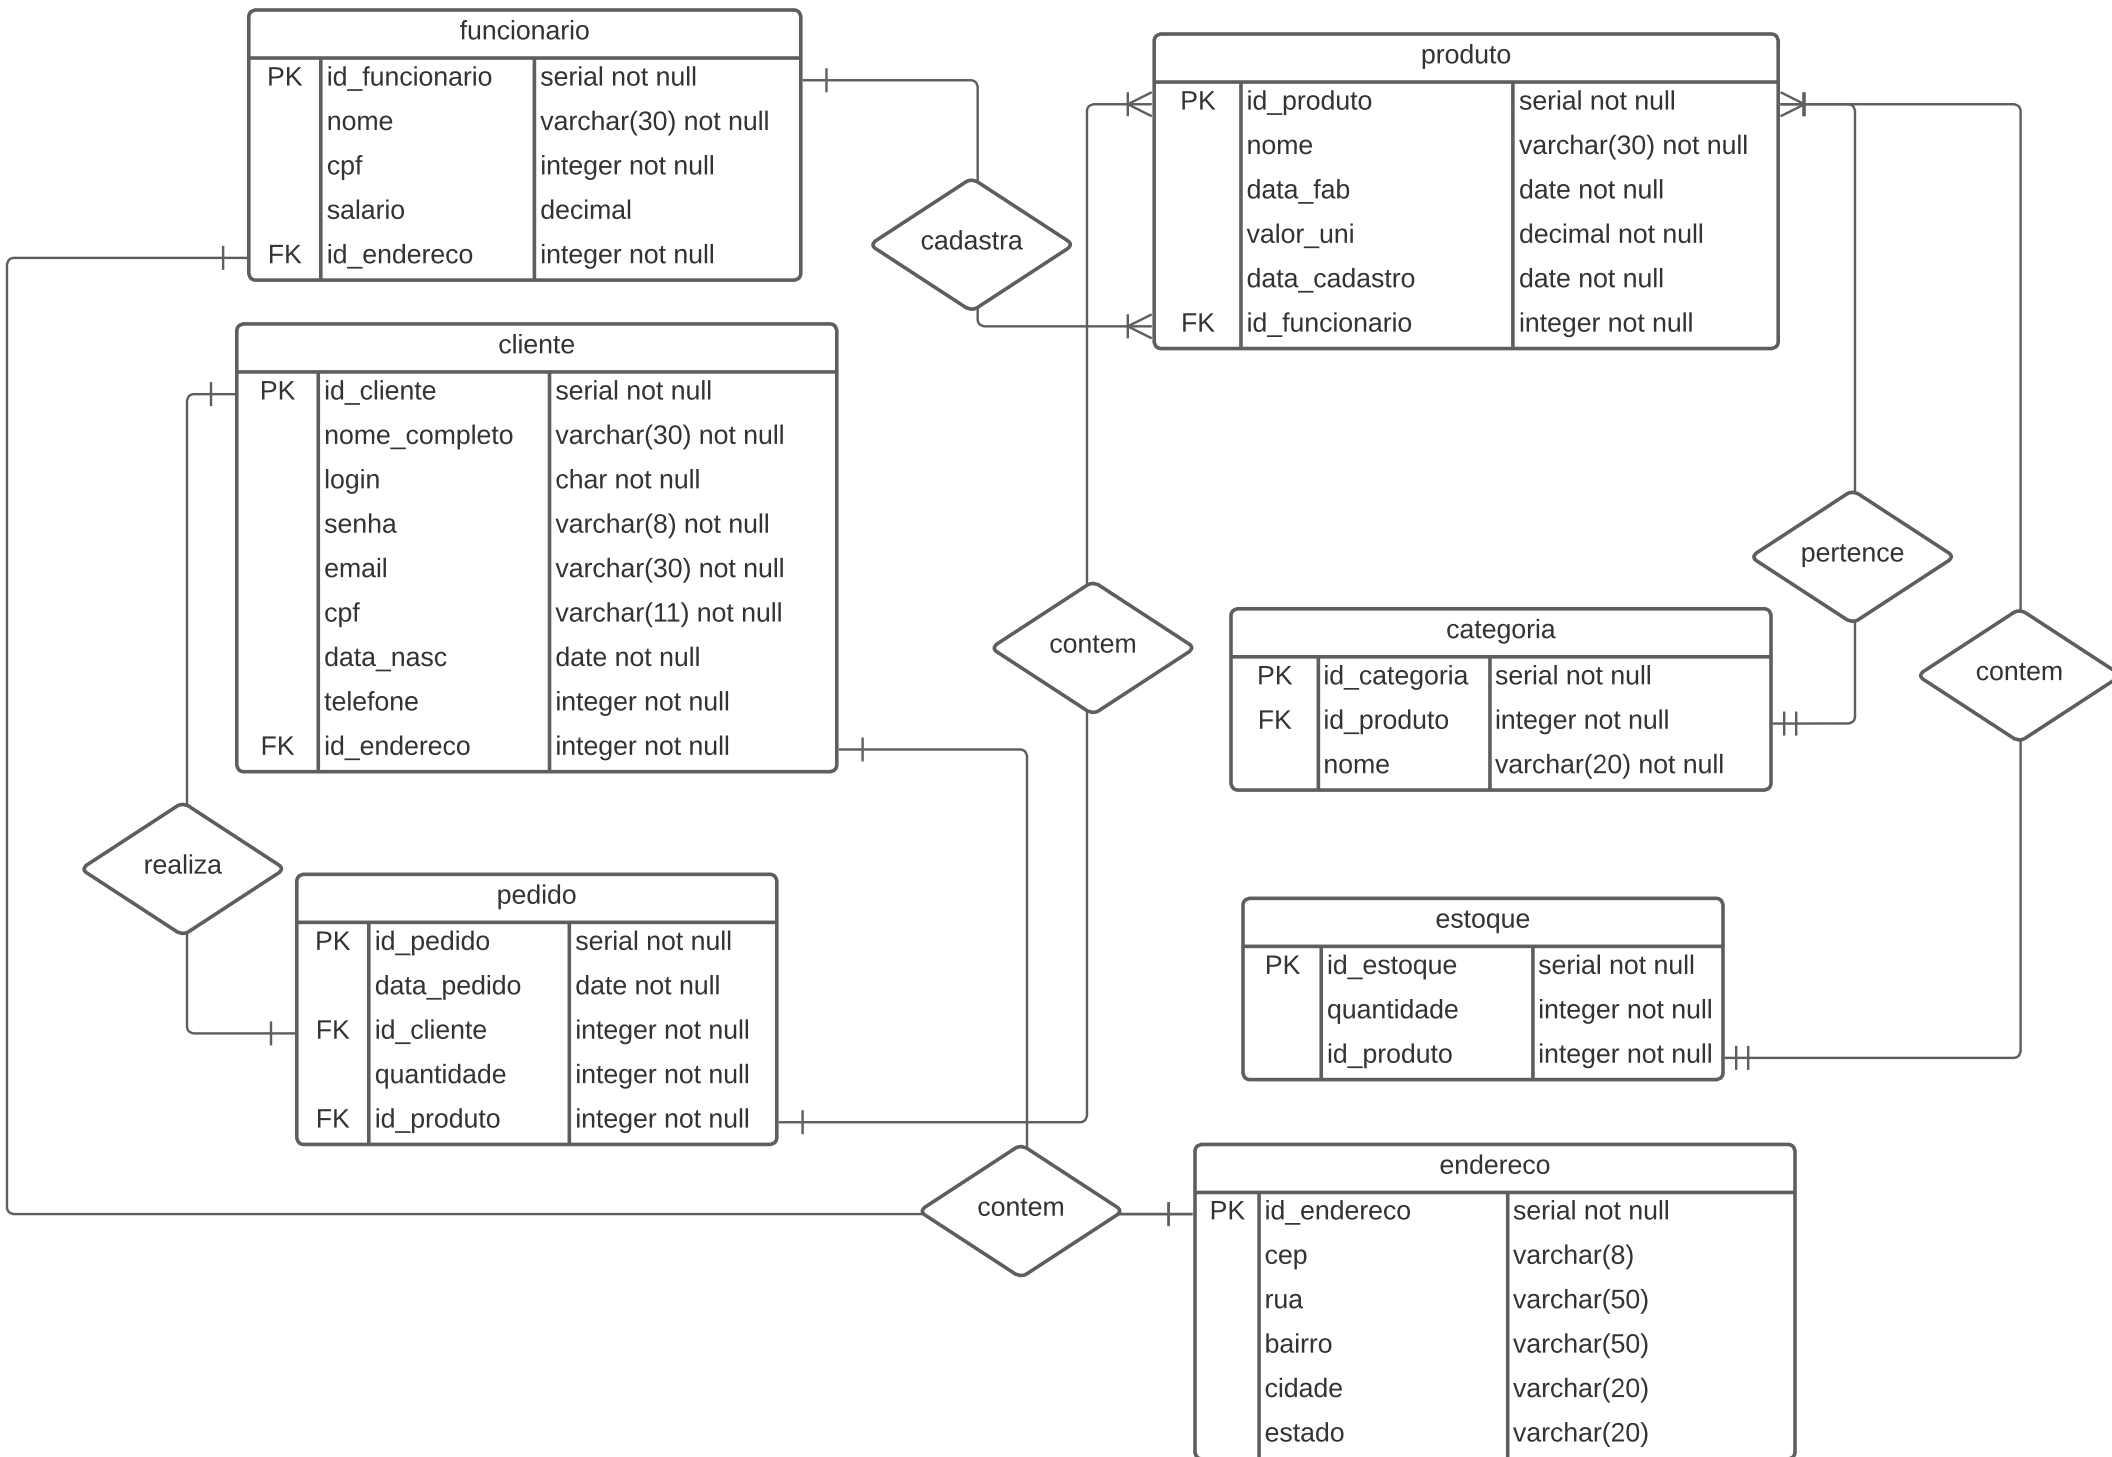 funcionario
PK id_funcionario serial not null
nome varchar(30) not null
cpf integer not null
salario decimal
FK id_endereco integer not null
produto
PK id_produto serial not null
nome varchar(30) not null
data_fab date not null
valor_uni decimal not null
data_cadastro date not null
FK id_funcionario integer not null
cadastra
cliente
PK id_cliente serial not null
nome_completo varchar(30) not null
login char not null
senha varchar(8) not null
email varchar(30) not null
cpf varchar(11) not null
data_nasc date not null
telefone integer not null
FK id_endereco integer not null
contem
pertence
categoria
PK id_categoria serial not null
FK id_produto integer not null
nome varchar(20) not null
contem
realiza
pedido
PK id_pedido serial not null
data_pedido date not null
FK id_cliente integer not null
quantidade integer not null
FK id_produto integer not null
estoque
PK id_estoque serial not null
quantidade integer not null
id_produto integer not null
contem
endereco
PK id_endereco serial not null
cep varchar(8)
rua varchar(50)
bairro varchar(50)
cidade varchar(20)
estado varchar(20)